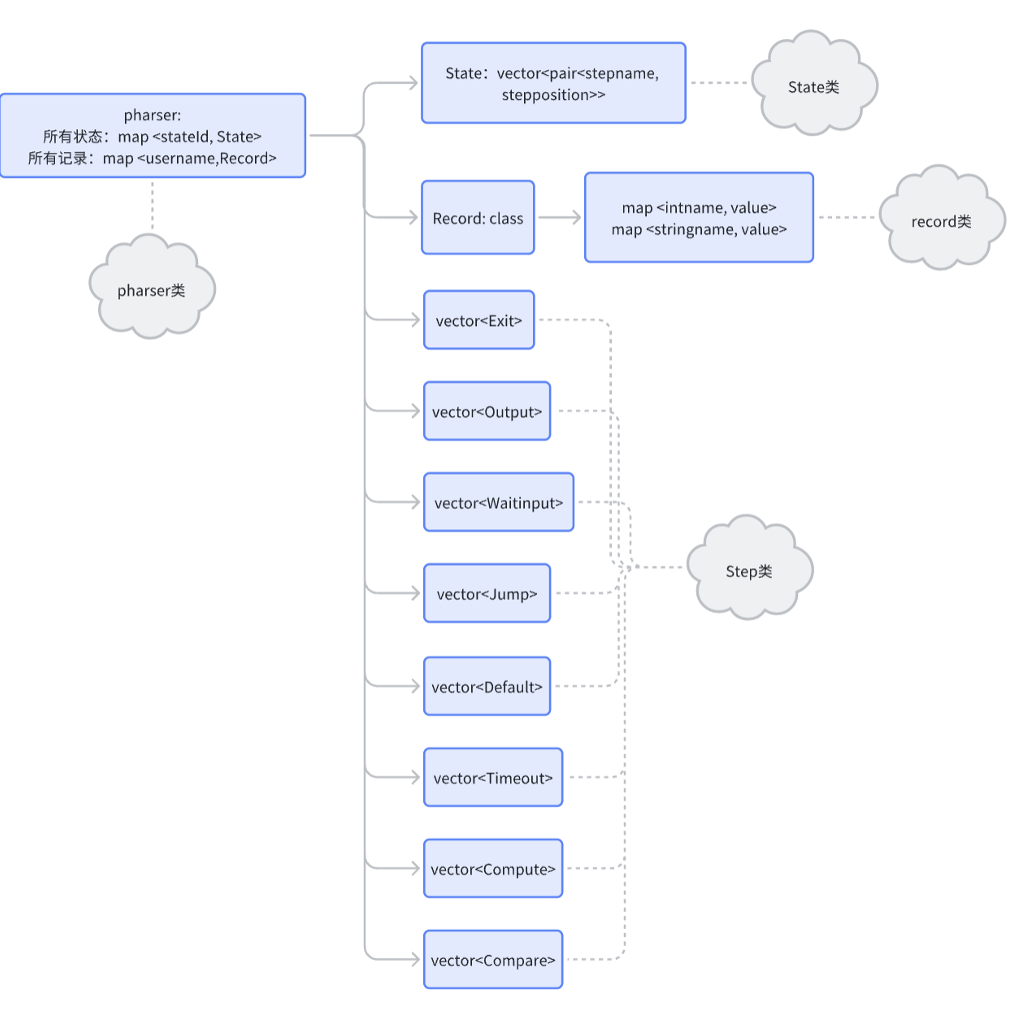 pharser:
所有状态：map <stateId, State>
所有记录：map <username,Record>
pharser类
State：vector<pair<stepname,
stepposition>>
State类
Record: class
map <intname, value>
map <stringname, value>
record类
vector<Exit>
vector<Output>
vector<Waitinput>
vector<Jump>
vector<Default>
vector<Timeout>
vector<Compute>
vector<Compare>
Step类